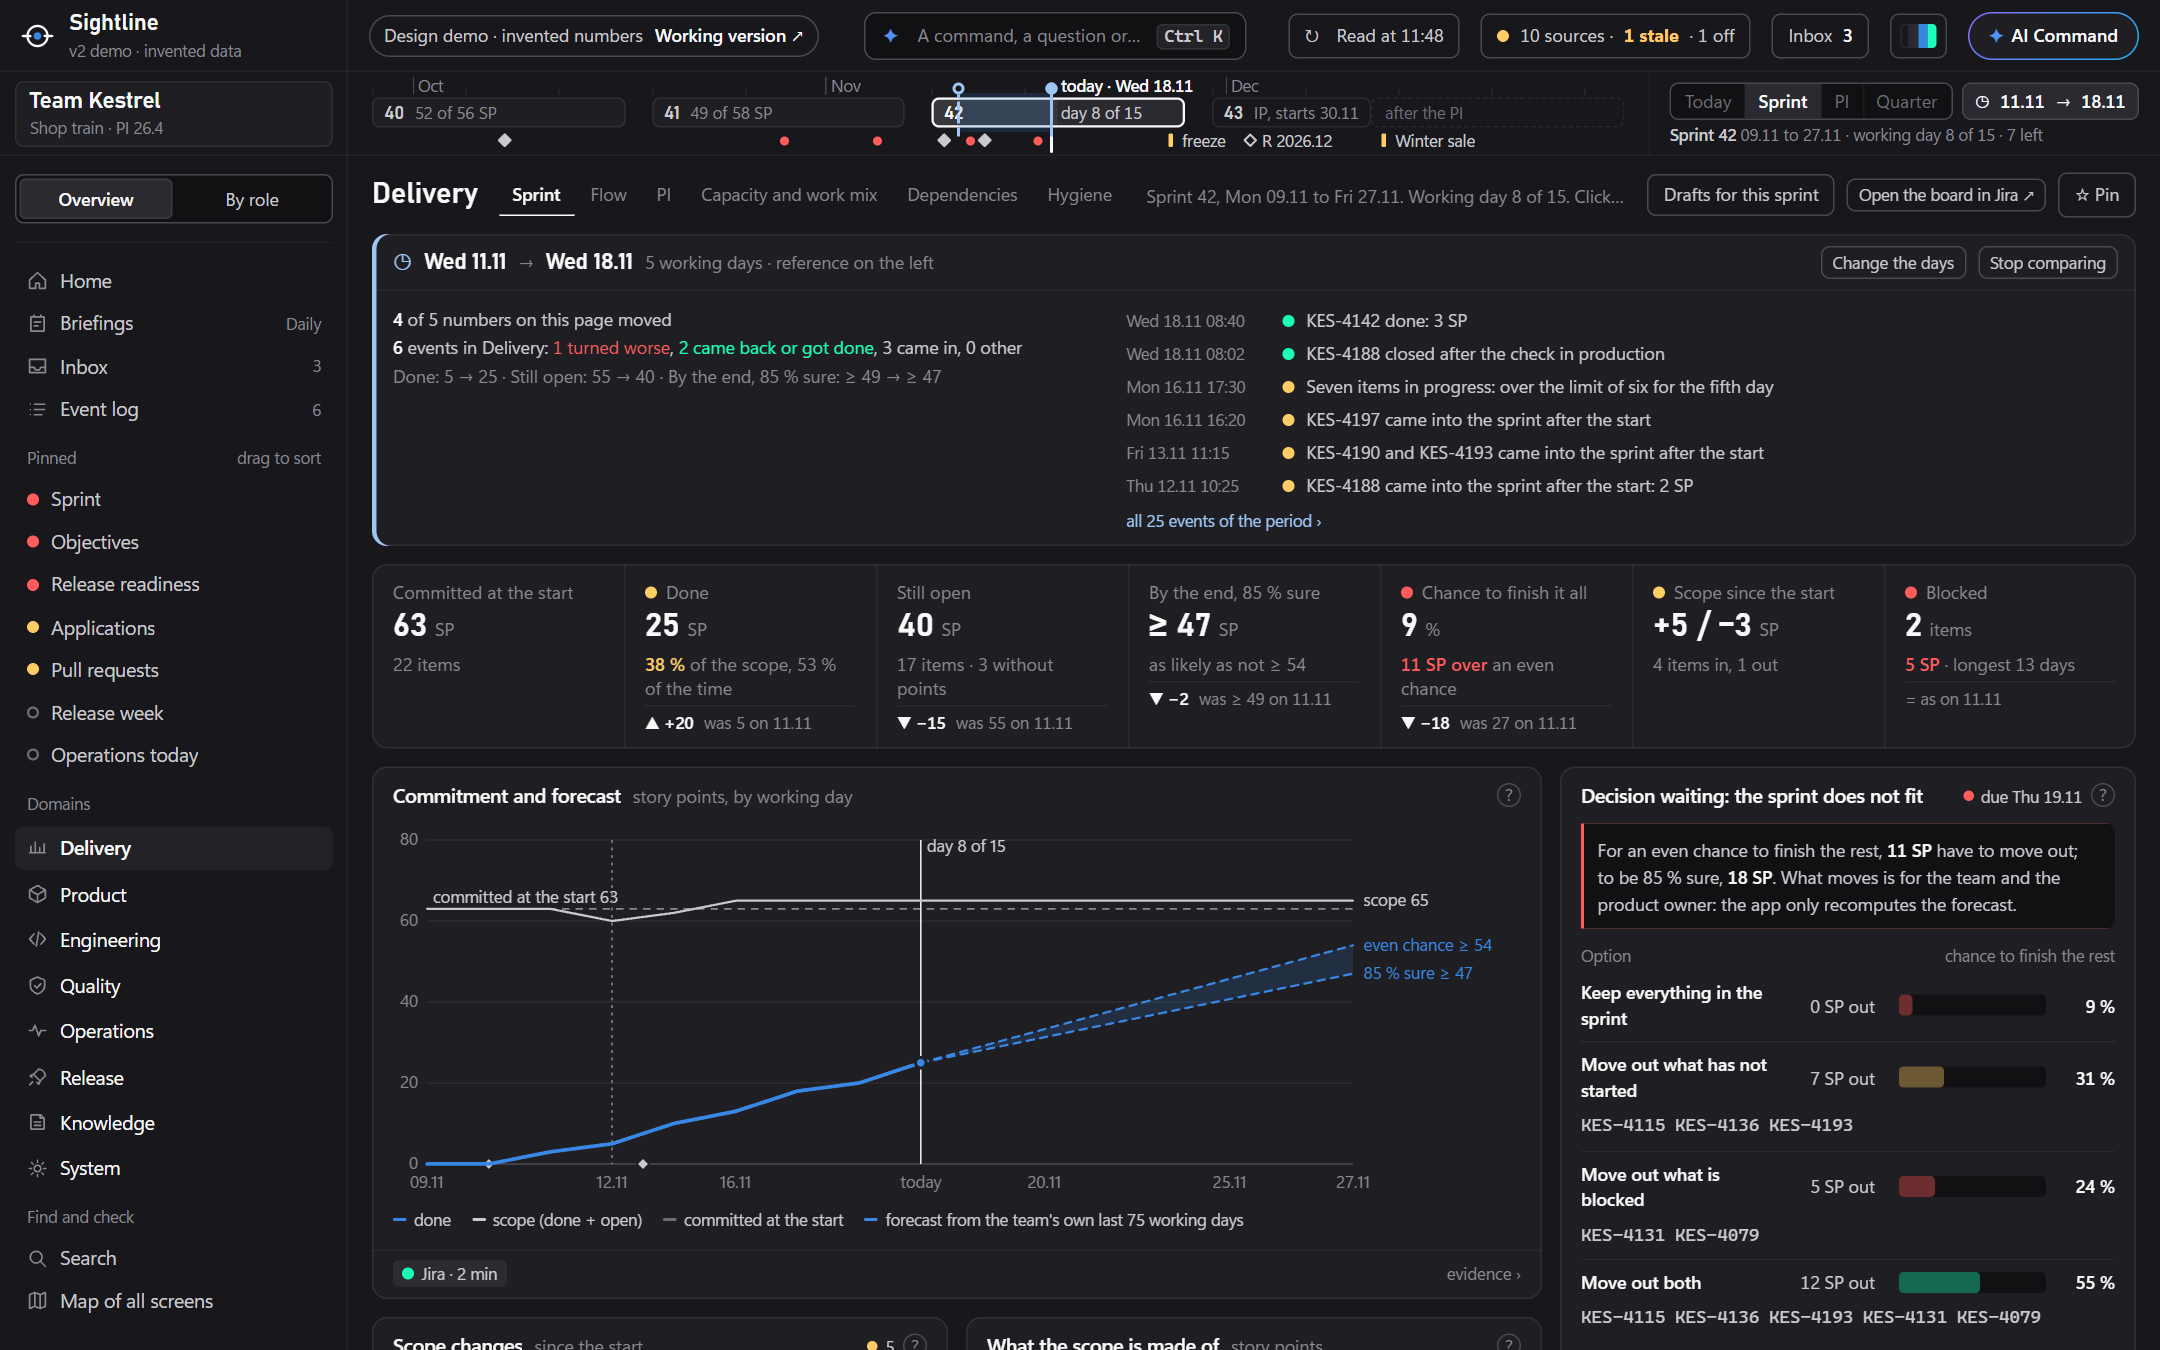 Sightline
v2 demo · invented data
Design demo · invented numbers Working version ↗
A command, a question or... Ctrl K
Read at 11:48
10 sources · 1 stale · 1 off
Inbox 3
AI Command
Team Kestrel
Shop train · PI 26.4
Oct
Nov
today · Wed 18.11
Dec
40 52 of 56 SP
41 49 of 58 SP
42 day 8 of 15
43 IP, starts 30.11
after the PI
freeze
R 2026.12
Winter sale
Today Sprint PI Quarter
11.11 → 18.11
Sprint 42 09.11 to 27.11 · working day 8 of 15 · 7 left
Overview
By role
Home
Briefings Daily
Inbox 3
Event log 6
Pinned drag to sort
Sprint
Objectives
Release readiness
Applications
Pull requests
Release week
Operations today
Domains
Delivery
Product
Engineering
Quality
Operations
Release
Knowledge
System
Find and check
Search
Map of all screens
Delivery
Sprint Flow PI Capacity and work mix Dependencies Hygiene
Sprint 42, Mon 09.11 to Fri 27.11. Working day 8 of 15. Click...
Drafts for this sprint
Open the board in Jira ↗
☆ Pin
Wed 11.11 → Wed 18.11 5 working days · reference on the left
Change the days
Stop comparing
4 of 5 numbers on this page moved
6 events in Delivery: 1 turned worse, 2 came back or got done, 3 came in, 0 other
Done: 5 → 25 · Still open: 55 → 40 · By the end, 85 % sure: ≥ 49 → ≥ 47
Wed 18.11 08:40 KES-4142 done: 3 SP
Wed 18.11 08:02 KES-4188 closed after the check in production
Mon 16.11 17:30 Seven items in progress: over the limit of six for the fifth day
Mon 16.11 16:20 KES-4197 came into the sprint after the start
Fri 13.11 11:15 KES-4190 and KES-4193 came into the sprint after the start
Thu 12.11 10:25 KES-4188 came into the sprint after the start: 2 SP
all 25 events of the period ›
Committed at the start
63 SP
22 items
Done
25 SP
38 % of the scope, 53 %
of the time
▲ +20 was 5 on 11.11
Still open
40 SP
17 items · 3 without
points
▼ −15 was 55 on 11.11
By the end, 85 % sure
≥ 47 SP
as likely as not ≥ 54
▼ −2 was ≥ 49 on 11.11
Chance to finish it all
9 %
11 SP over an even
chance
▼ −18 was 27 on 11.11
Scope since the start
+5 / −3 SP
4 items in, 1 out
Blocked
2 items
5 SP · longest 13 days
= as on 11.11
Commitment and forecast story points, by working day ?
80
60
40
20
0
day 8 of 15
committed at the start 63
scope 65
even chance ≥ 54
85 % sure ≥ 47
09.11 12.11 16.11 today 20.11 25.11 27.11
done scope (done + open) committed at the start forecast from the team's own last 75 working days
Jira · 2 min
evidence ›
Decision waiting: the sprint does not fit due Thu 19.11 ?
For an even chance to finish the rest, 11 SP have to move out;
to be 85 % sure, 18 SP. What moves is for the team and the
product owner: the app only recomputes the forecast.
Option chance to finish the rest
Keep everything in the
sprint
0 SP out 9 %
Move out what has not
started
7 SP out 31 %
KES-4115 KES-4136 KES-4193
Move out what is
blocked
5 SP out 24 %
KES-4131 KES-4079
Move out both 12 SP out 55 %
KES-4115 KES-4136 KES-4193 KES-4131 KES-4079
Scope changes since the start 5 ?
What the scope is made of story points ?